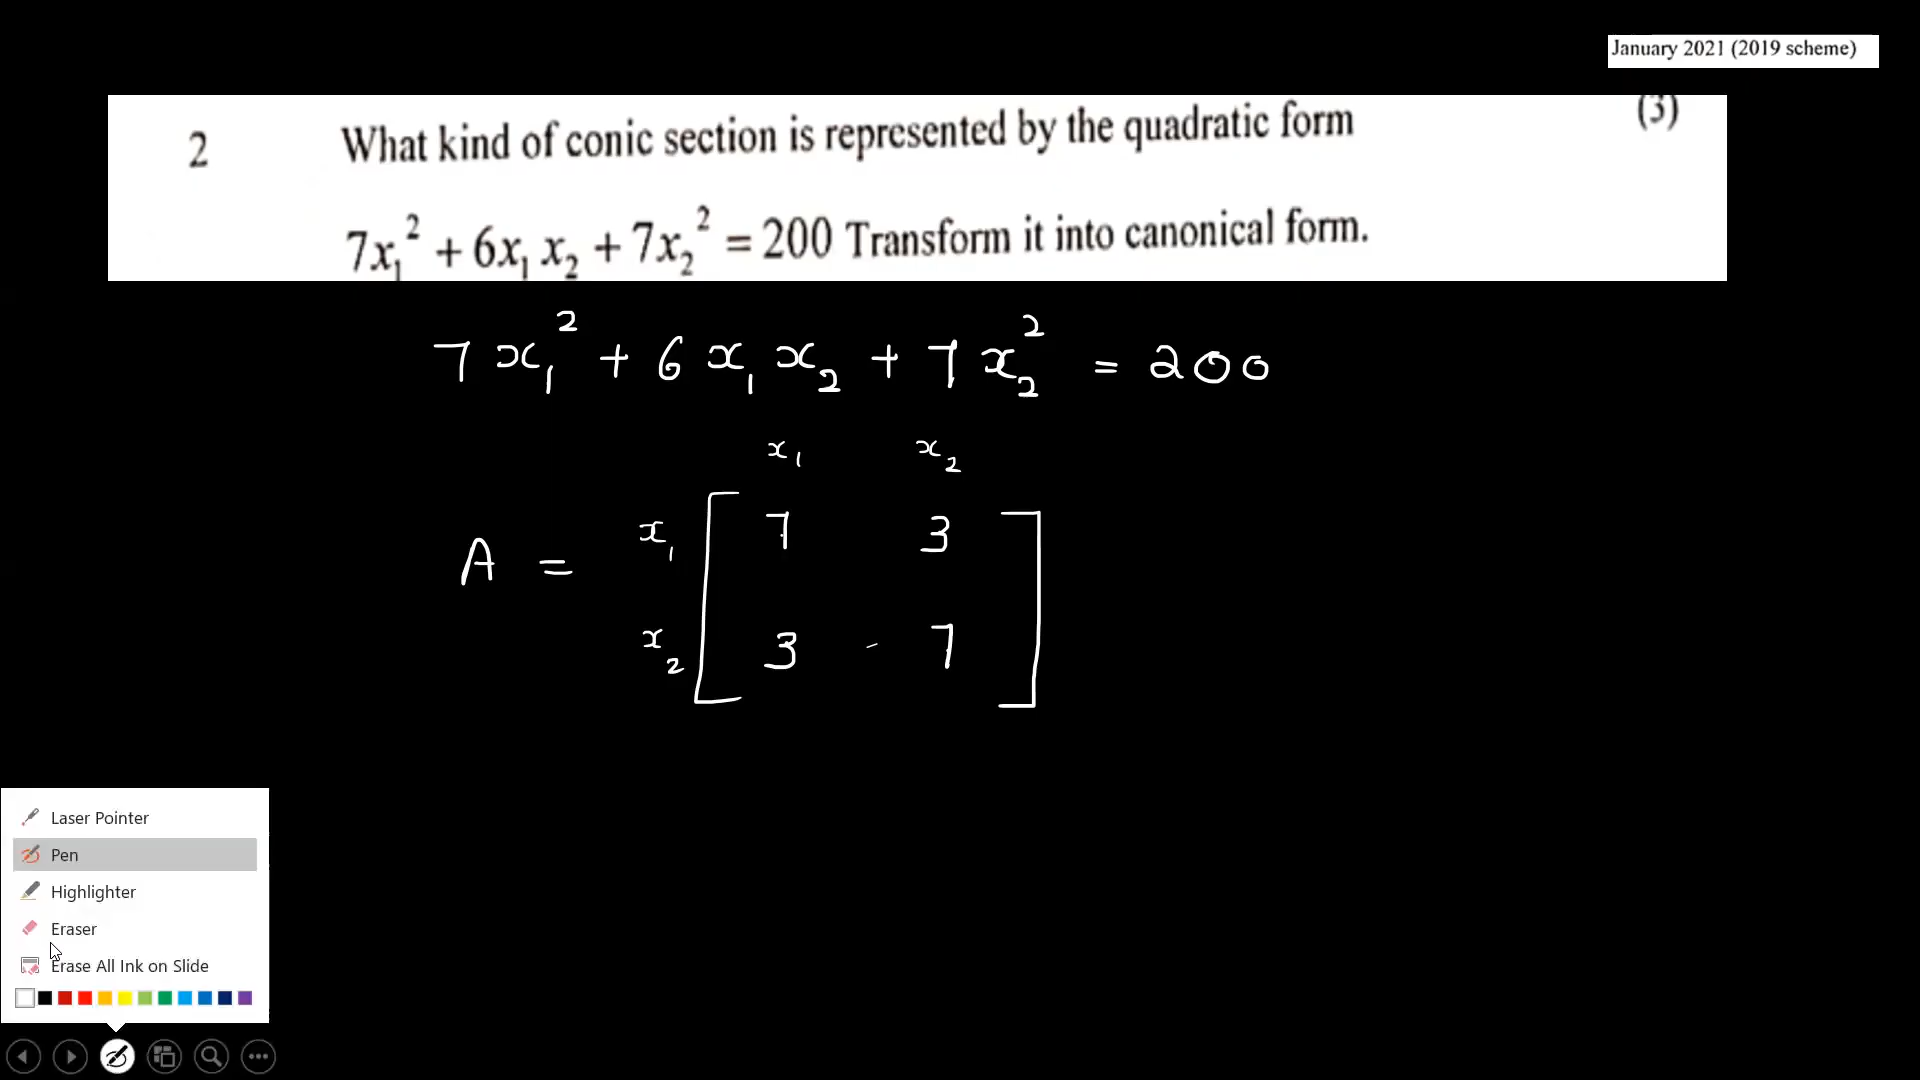 January 2021 (2019 scheme)
2 What kind of conic section is represented by the quadratic form (3)
7x₁² + 6x₁x₂ + 7x₂² = 200 Transform it into canonical form.
7x₁² + 6x₁x₂ + 7x₂² = 200
x₁ x₂
x₁ 7 3
A =
x₂ 3 - 7
Laser Pointer
Pen
Highlighter
Eraser
Erase All Ink on Slide